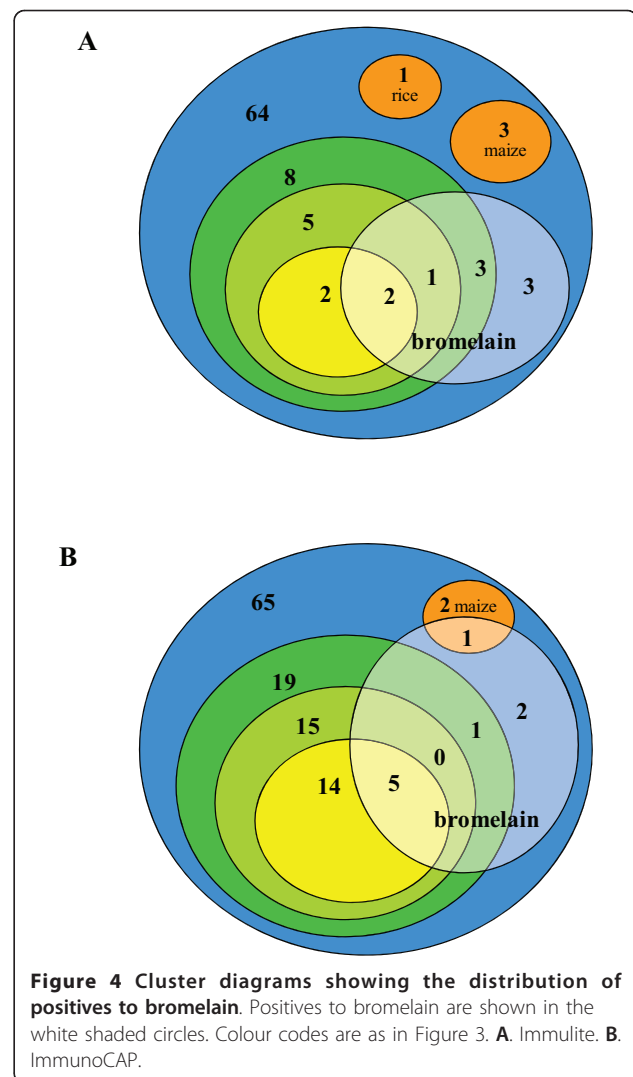 A
1
rice
64
3
maize
8
5
2 2 1 3 3
bromelain
B
2 maize
65
1
19
15
14 5 0 1 2
bromelain
Figure 4 Cluster diagrams showing the distribution of
positives to bromelain. Positives to bromelain are shown in the
white shaded circles. Colour codes are as in Figure 3. A. Immulite. B.
ImmunoCAP.